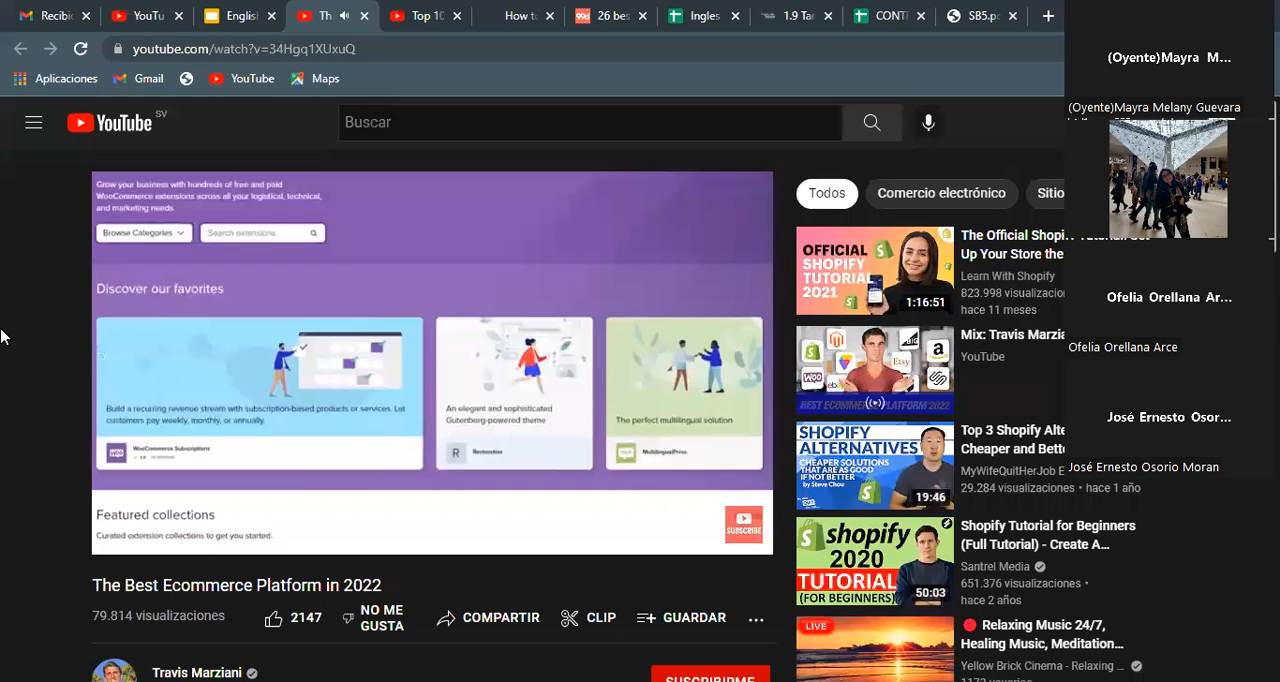 Recibi
YouTu
English
Th
Top 10
How to
26 bes
Ingles
1.9 Tar
CONT
SB5.pc
youtube.com/watch?v=34Hgq1XUxuQ
Aplicaciones
Gmail
YouTube
Maps
YouTube SV
Buscar
Grow your business with hundreds of free and paid
WooCommerce extensions across all your logistical, technical,
and marketing needs.
Browse Categories
Search extensions
Discover our favorites
Build a recurring revenue stream with subscription-based products or services. Let
customers pay weekly, monthly, or annually.
WooCommerce Subscriptions
An elegant and sophisticated
Gutenberg-powered theme
R
The perfect multilingual solution
MultilingualPress
Featured collections
Curated extension collections to get you started.
SUBSCRIBE
The Best Ecommerce Platform in 2022
79.814 visualizaciones
2147
NO ME
GUSTA
COMPARTIR
CLIP
GUARDAR
Travis Marziani
SUSCRIBIRME
Todos
Comercio electrónico
Sitio
OFFICIAL
SHOPIFY
TUTORIAL
2021
1:16:51
The Official Shopi
Up Your Store the
Learn With Shopify
823.998 visualizacio
hace 11 meses
BEST ECOMMERCE PLATFORM 2022
Mix: Travis Marzia
YouTube
SHOPIFY
ALTERNATIVES
CHEAPER SOLUTIONS
THAT ARE AS GOOD
IF NOT BETTER
by Steve Chou
19:46
Top 3 Shopify Alte
Cheaper and Bett
MyWifeQuitHerJob E
29.284 visualizaciones • hace 1 año
shopify
2020
TUTORIAL
(FOR BEGINNERS)
50:03
Shopify Tutorial for Beginners
(Full Tutorial) - Create A...
Santrel Media
651.376 visualizaciones •
hace 2 años
LIVE
Relaxing Music 24/7,
Healing Music, Meditation...
Yellow Brick Cinema - Relaxing ...
(Oyente)Mayra M...
(Oyente)Mayra Melany Guevara
Ofelia Orellana Ar...
Ofelia Orellana Arce
José Ernesto Osor...
José Ernesto Osorio Moran